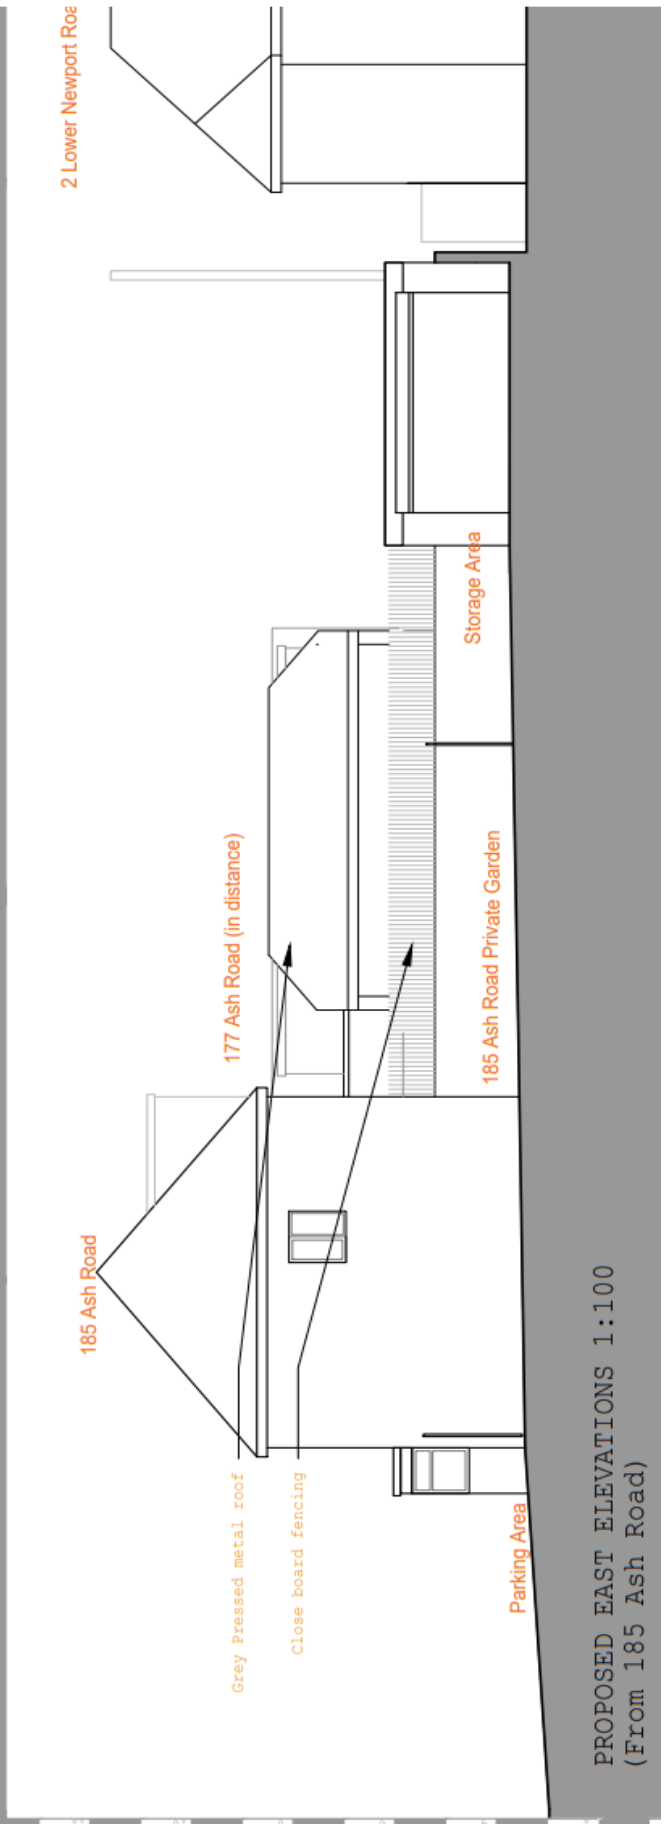 185 Ash Road
177 Ash Road (in distance)
2 Lower Newport Roa
Grey Pressed metal roof
Close board fencing
Parking Area
185 Ash Road Private Garden
Storage Area
PROPOSED EAST ELEVATIONS 1:100
(From 185 Ash Road)